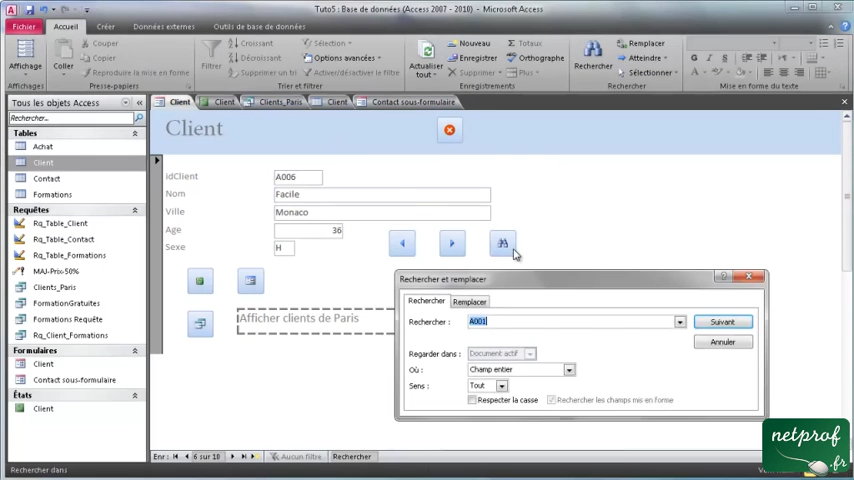 Tuto5 : Base de données (Access 2007 - 2010) - Microsoft Access
Fichier Accueil Créer Données externes Outils de base de données
Affichage
Affichages
Coller
Couper
Copier
Reproduire la mise en forme
Presse-papiers
Filtrer
Croissant
Décroissant
Supprimer un tri
Sélection
Options avancées
Activer/désactiver le filtre
Trier et filtrer
Actualiser
tout
Nouveau
Enregistrer
Supprimer
Totaux
Orthographe
Enregistrements
Rechercher
Remplacer
Atteindre
Sélectionner
Rechercher
G I S
Mise en forme du texte
Tous les objets Access
Rechercher...
Tables
Achat
Client
Contact
Formations
Requêtes
Rq_Table_Client
Rq_Table_Contact
Rq_Table_Formations
MAJ-Prix-50%
Clients_Paris
FormationGratuites
Formations Requête
Rq_Client_Formations
Formulaires
Client
Contact sous-formulaire
États
Client
Client Client Clients_Paris Client Contact sous-formulaire
Client
idClient A006
Nom Facile
Ville Monaco
Age 36
Sexe H
Afficher clients de Paris
Rechercher et remplacer
Rechercher Remplacer
Rechercher : A001 Suivant
Annuler
Regarder dans : Document actif
Où : Champ entier
Sens : Tout
Respecter la casse Rechercher les champs mis en forme
Enr : 6 sur 18 Aucun filtre Rechercher
Rechercher dans
netprof
.fr